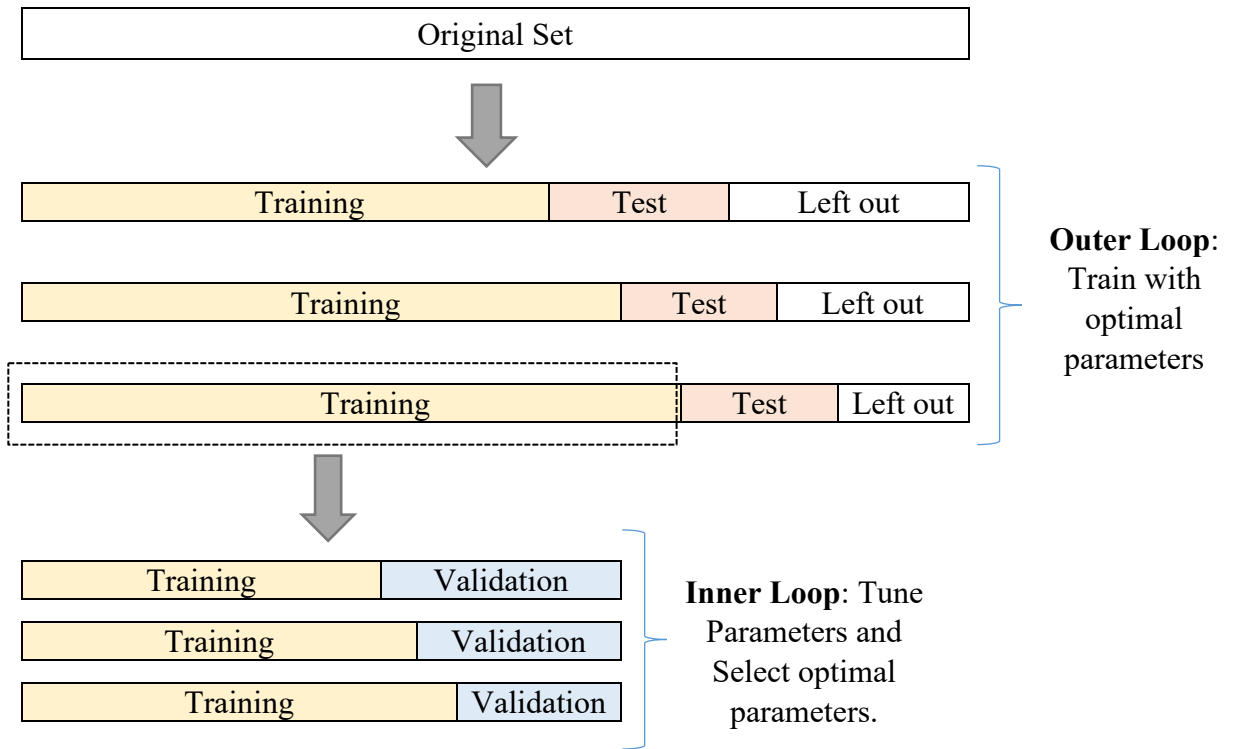 Original Set
Training Test Left out
Training Test Left out
Training Test Left out
Outer Loop:
Train with
optimal
parameters
Training Validation
Training Validation
Training Validation
Inner Loop: Tune
Parameters and
Select optimal
parameters.